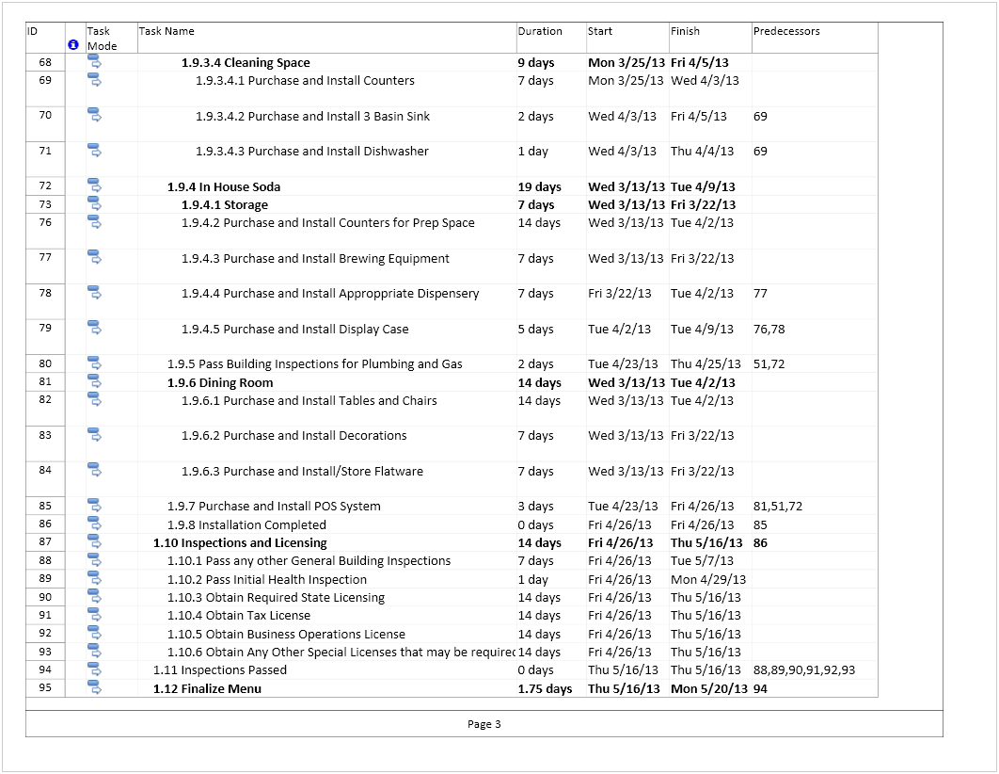 ID Task Mode Task Name Duration Start Finish Predecessors
68 1.9.3.4 Cleaning Space 9 days Mon 3/25/13 Fri 4/5/13
69 1.9.3.4.1 Purchase and Install Counters 7 days Mon 3/25/13 Wed 4/3/13
70 1.9.3.4.2 Purchase and Install 3 Basin Sink 2 days Wed 4/3/13 Fri 4/5/13 69
71 1.9.3.4.3 Purchase and Install Dishwasher 1 day Wed 4/3/13 Thu 4/4/13 69
72 1.9.4 In House Soda 19 days Wed 3/13/13 Tue 4/9/13
73 1.9.4.1 Storage 7 days Wed 3/13/13 Fri 3/22/13
76 1.9.4.2 Purchase and Install Counters for Prep Space 14 days Wed 3/13/13 Tue 4/2/13
77 1.9.4.3 Purchase and Install Brewing Equipment 7 days Wed 3/13/13 Fri 3/22/13
78 1.9.4.4 Purchase and Install Approppriate Dispensery 7 days Fri 3/22/13 Tue 4/2/13 77
79 1.9.4.5 Purchase and Install Display Case 5 days Tue 4/2/13 Tue 4/9/13 76,78
80 1.9.5 Pass Building Inspections for Plumbing and Gas 2 days Tue 4/23/13 Thu 4/25/13 51,72
81 1.9.6 Dining Room 14 days Wed 3/13/13 Tue 4/2/13
82 1.9.6.1 Purchase and Install Tables and Chairs 14 days Wed 3/13/13 Tue 4/2/13
83 1.9.6.2 Purchase and Install Decorations 7 days Wed 3/13/13 Fri 3/22/13
84 1.9.6.3 Purchase and Install/Store Flatware 7 days Wed 3/13/13 Fri 3/22/13
85 1.9.7 Purchase and Install POS System 3 days Tue 4/23/13 Fri 4/26/13 81,51,72
86 1.9.8 Installation Completed 0 days Fri 4/26/13 Fri 4/26/13 85
87 1.10 Inspections and Licensing 14 days Fri 4/26/13 Thu 5/16/13 86
88 1.10.1 Pass any other General Building Inspections 7 days Fri 4/26/13 Tue 5/7/13
89 1.10.2 Pass Initial Health Inspection 1 day Fri 4/26/13 Mon 4/29/13
90 1.10.3 Obtain Required State Licensing 14 days Fri 4/26/13 Thu 5/16/13
91 1.10.4 Obtain Tax License 14 days Fri 4/26/13 Thu 5/16/13
92 1.10.5 Obtain Business Operations License 14 days Fri 4/26/13 Thu 5/16/13
93 1.10.6 Obtain Any Other Special Licenses that may be required 14 days Fri 4/26/13 Thu 5/16/13
94 1.11 Inspections Passed 0 days Thu 5/16/13 Thu 5/16/13 88,89,90,91,92,93
95 1.12 Finalize Menu 1.75 days Thu 5/16/13 Mon 5/20/13 94
Page 3